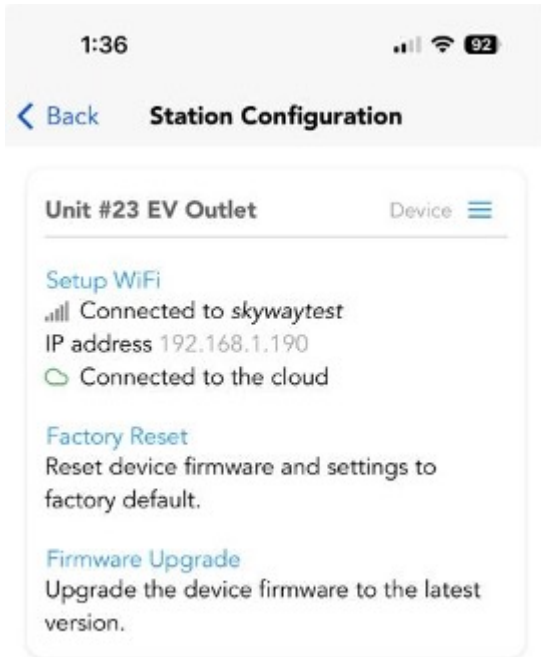 1:36 92
Back Station Configuration
Unit #23 EV Outlet Device
Setup WiFi
Connected to skywaytest
IP address 192.168.1.190
Connected to the cloud
Factory Reset
Reset device firmware and settings to
factory default.
Firmware Upgrade
Upgrade the device firmware to the latest
version.